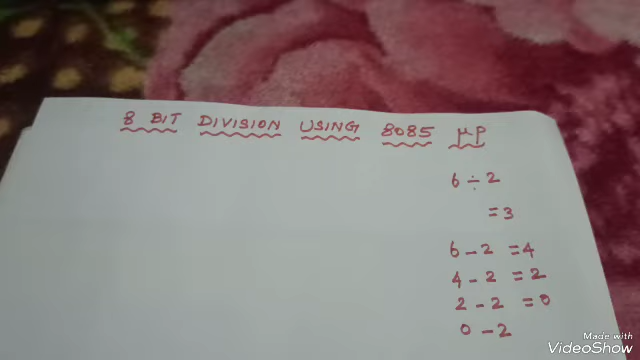 8 BIT DIVISION USING 8085 μP
6 ÷ 2
= 3
6 - 2 = 4
4 - 2 = 2
2 - 2 = 0
0 - 2
Made with
VideoShow